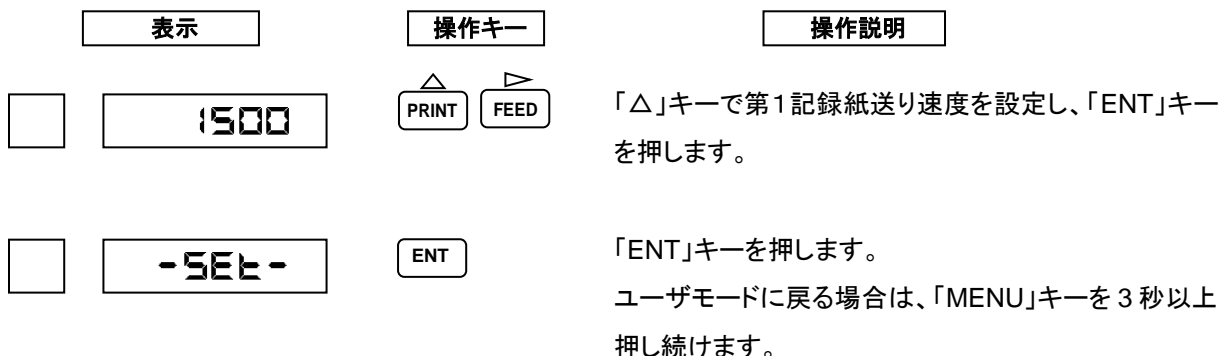 表示 操作キー 操作説明
△ ▷
1500 PRINT FEED 「△」キーで第1記録紙送り速度を設定し、「ENT」キー
を押します。
-SEt- ENT 「ENT」キーを押します。
ユーザモードに戻る場合は、「MENU」キーを3秒以上
押し続けます。